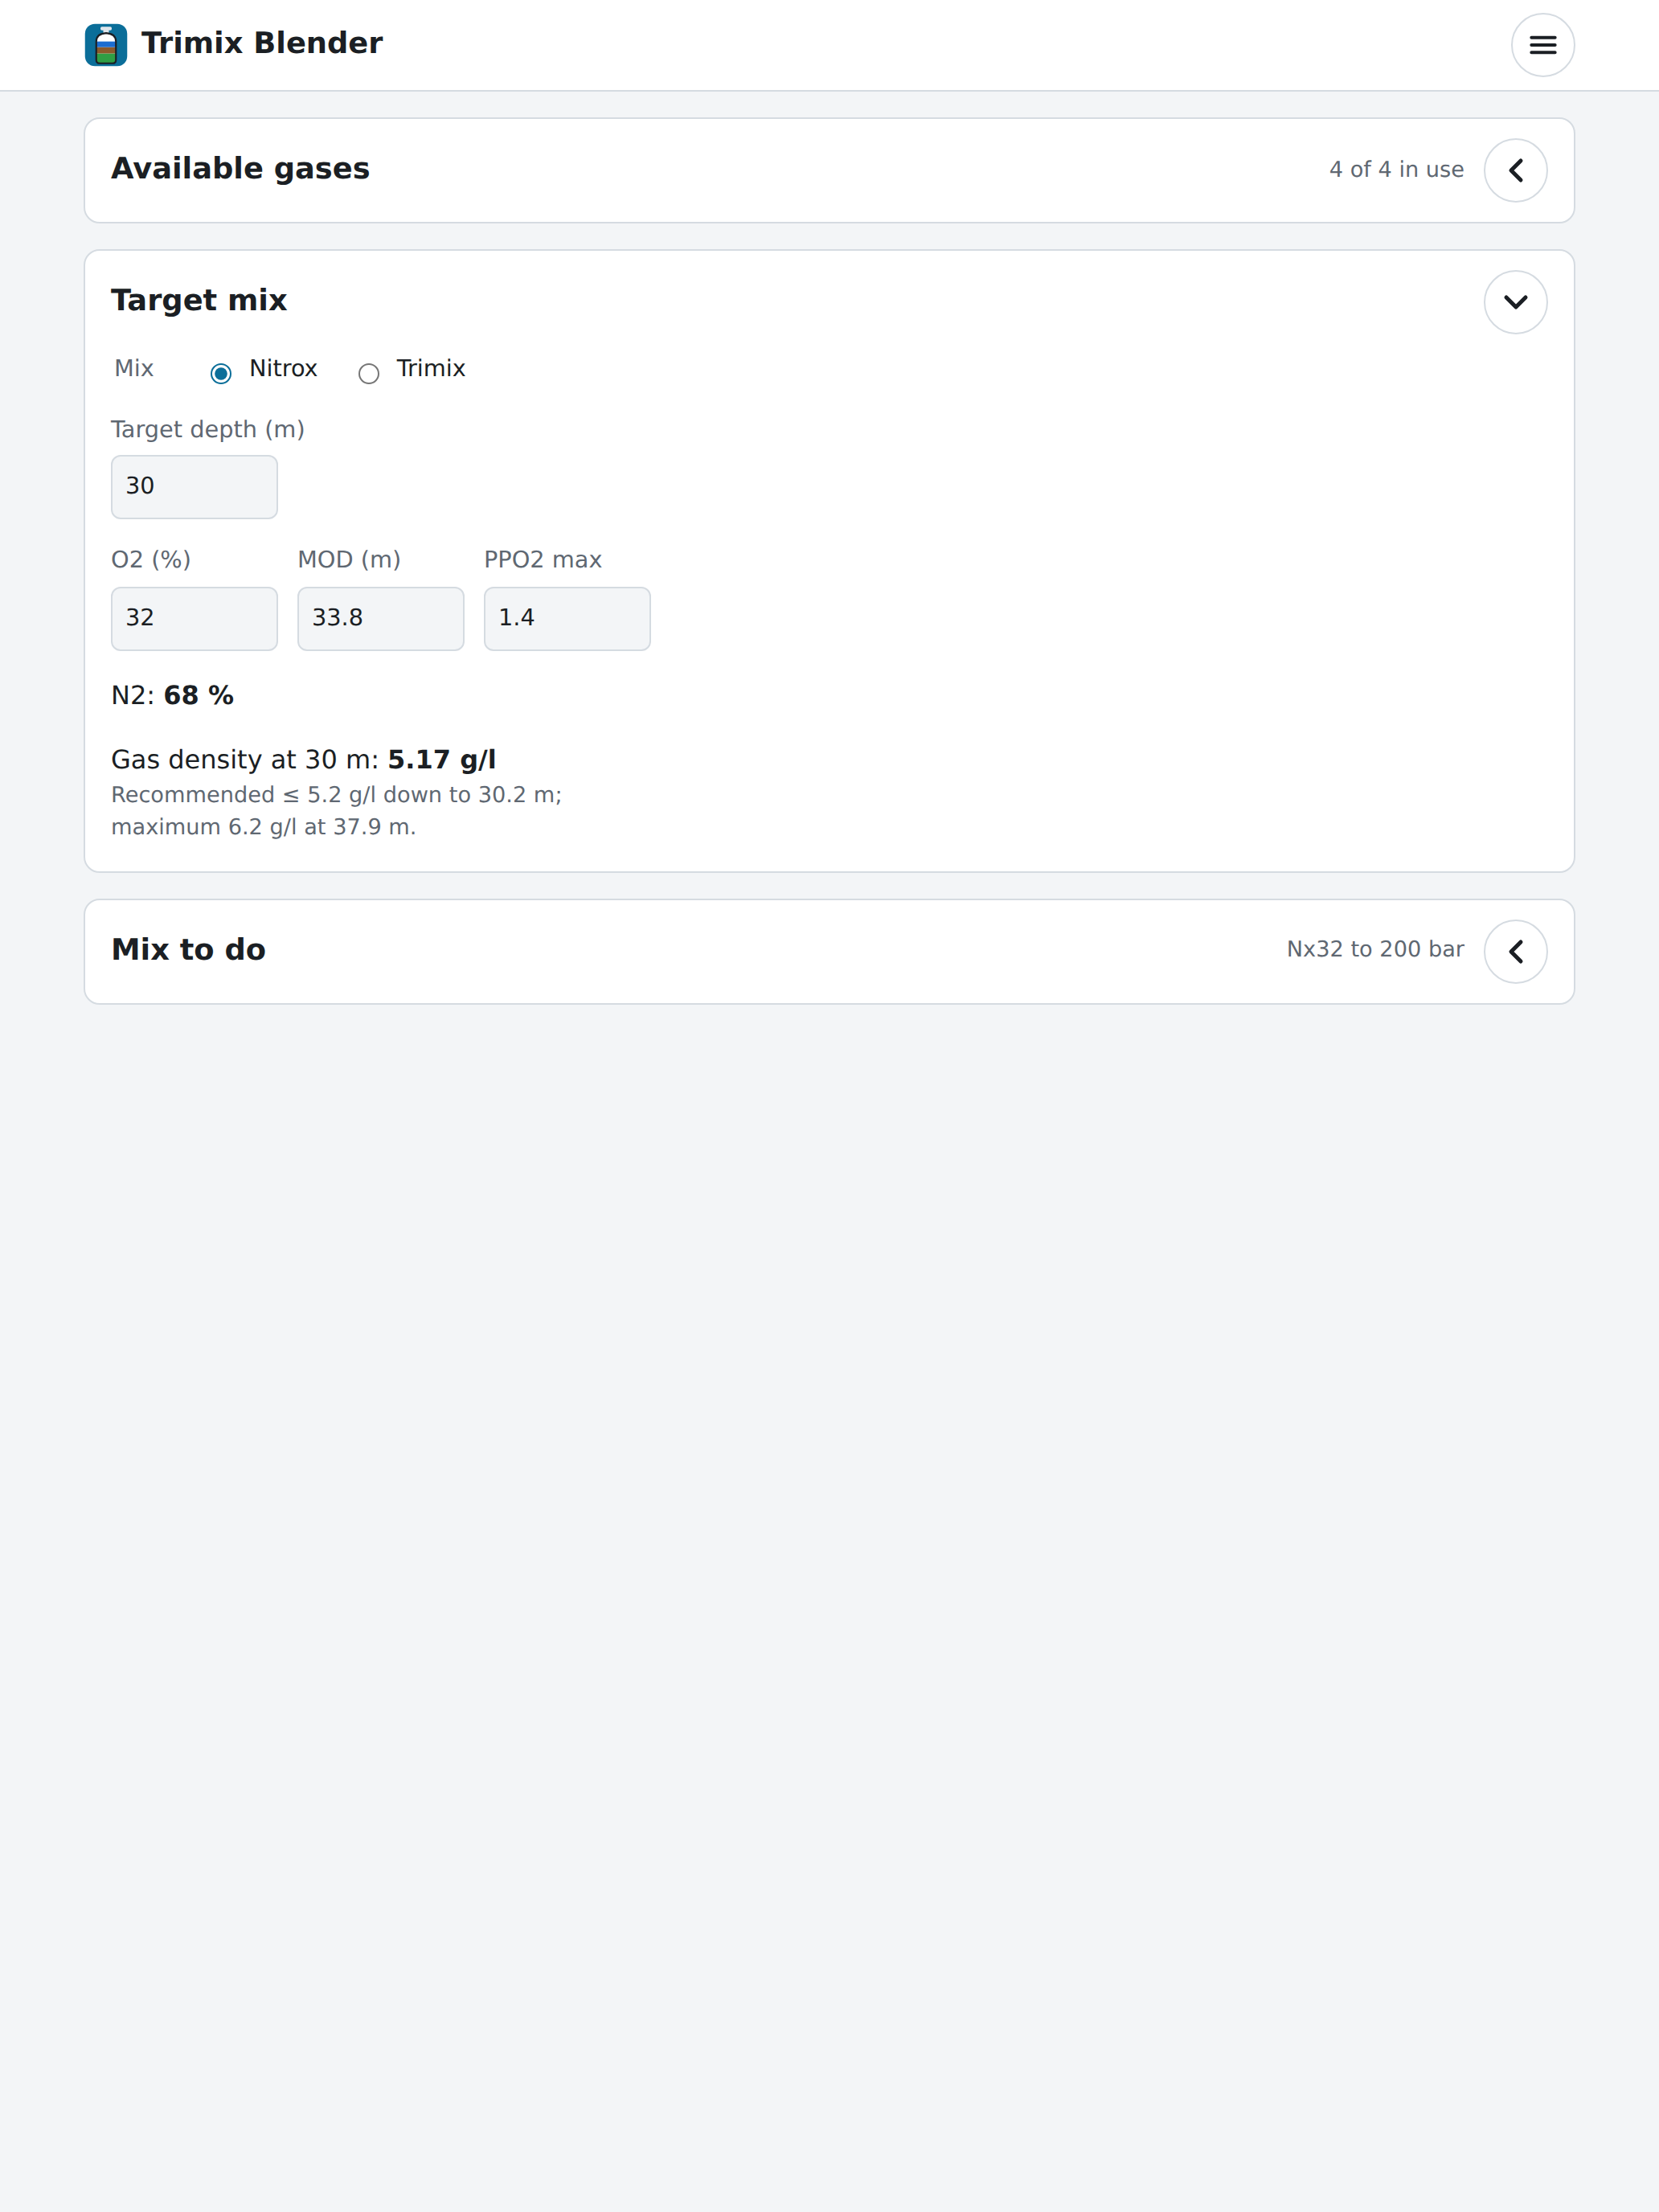 Trimix Blender
Available gases
4 of 4 in use
Target mix
Mix Nitrox Trimix
Target depth (m)
30
O2 (%) MOD (m) PPO2 max
32 33.8 1.4
N2: 68 %
Gas density at 30 m: 5.17 g/l
Recommended ≤ 5.2 g/l down to 30.2 m;
maximum 6.2 g/l at 37.9 m.
Mix to do
Nx32 to 200 bar